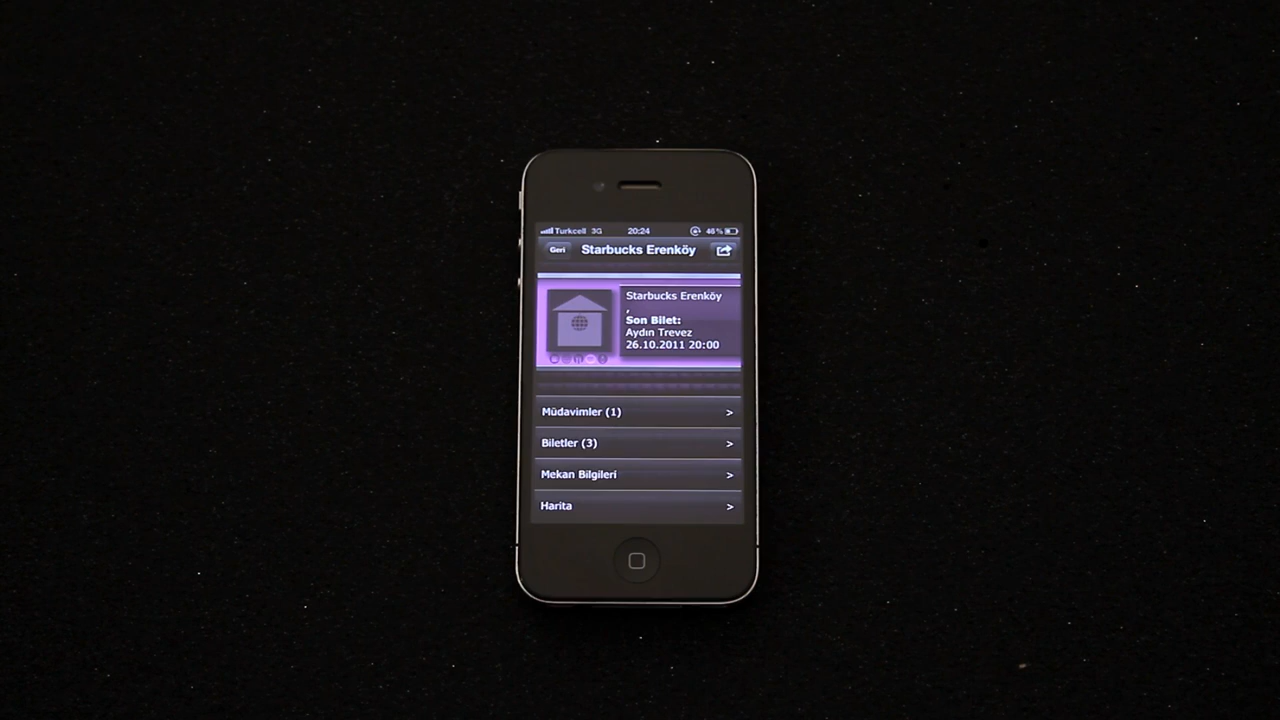 Turkcell 3G 20:24 46%
Geri Starbucks Erenköy
Starbucks Erenköy
,
Son Bilet:
Aydın Trevez
26.10.2011 20:00
Müdavimler (1) >
Biletler (3) >
Mekan Bilgileri >
Harita >